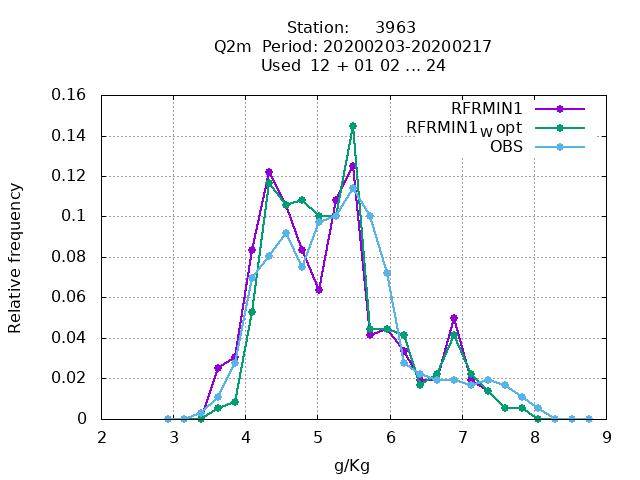 Station: 3963
Q2m Period: 20200203-20200217
Used 12 + 01 02 ... 24
RFRMIN1
RFRMIN1W opt
OBS
0.16
0.14
0.12
0.1
0.08
0.06
0.04
0.02
0
Relative frequency
2 3 4 5 6 7 8 9
g/Kg